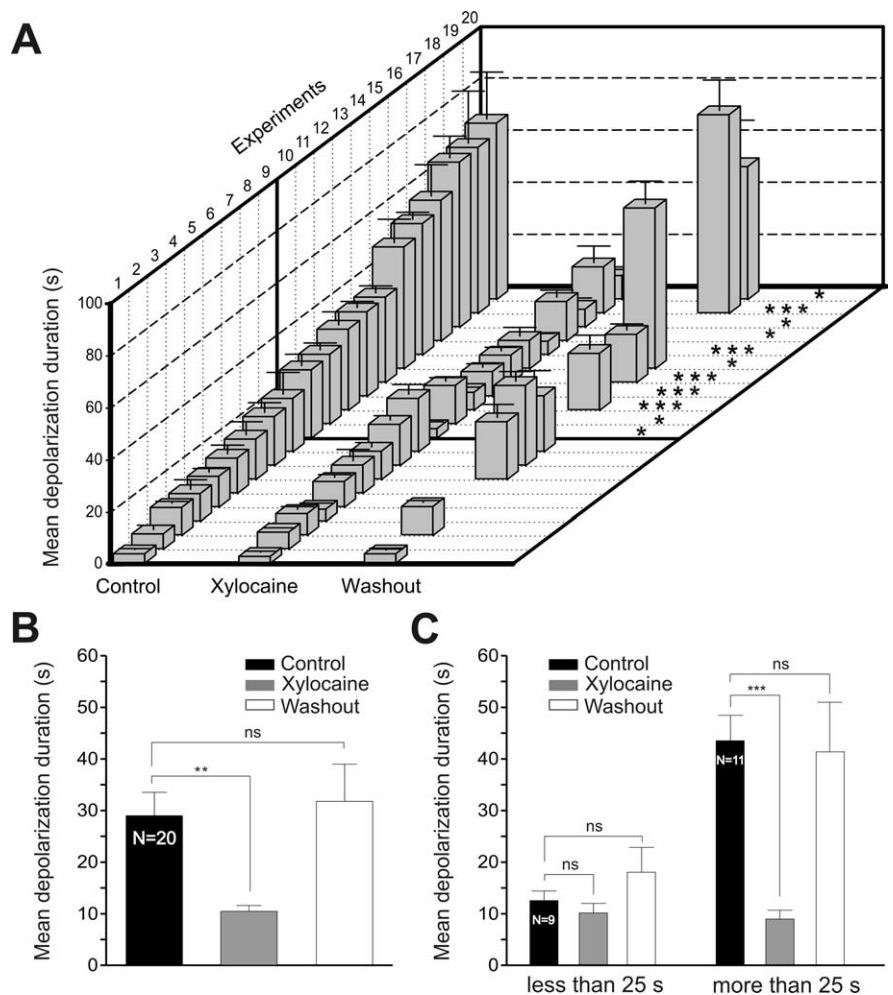 A
Experiments
1 2 3 4 5 6 7 8 9 10 11 12 13 14 15 16 17 18 19 20
Mean depolarization duration (s)
100
80
60
40
20
0
Control Xylocaine Washout
*
* * *
*
*
* * *
*
* * *
* * *
* * *
*
*
B
Mean depolarization duration (s)
60
50
40
30
20
10
0
Control
Xylocaine
Washout
ns
**
N=20
C
Mean depolarization duration (s)
60
50
40
30
20
10
0
Control
Xylocaine
Washout
ns
ns
N=9
ns
***
N=11
less than 25 s more than 25 s